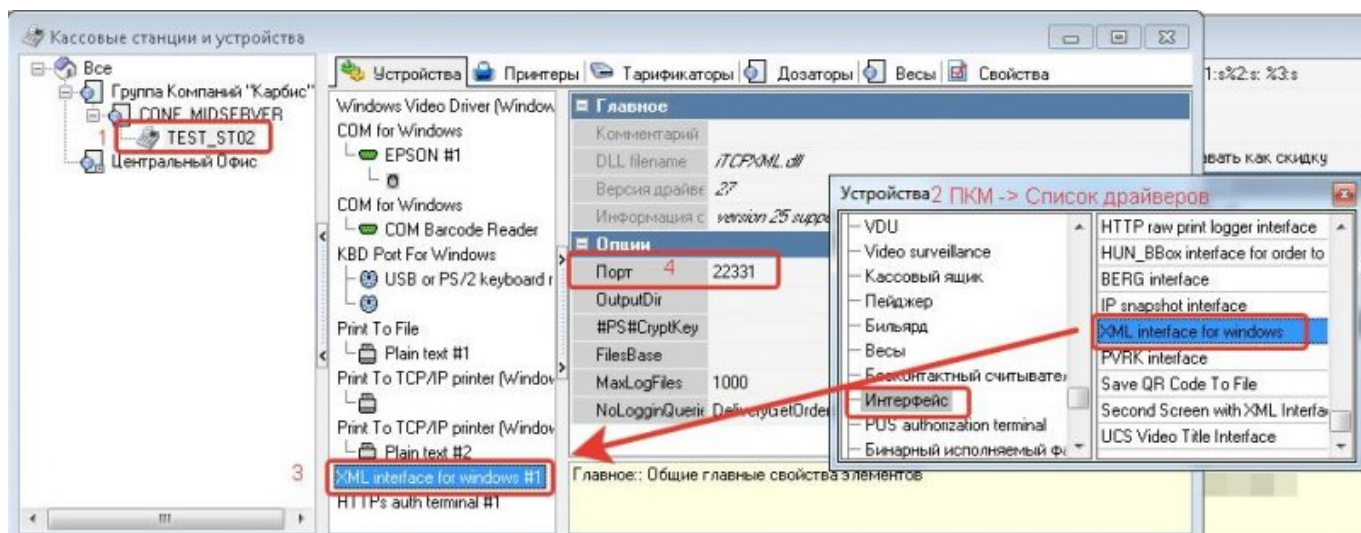 Кассовые станции и устройства
Все
Группа Компаний "Карбис"
CONF_MIDSERVER
1 TEST_ST02
Центральный Офис
Устройства Принтеры Тарификаторы Дозаторы Весы Свойства
Windows Video Driver (Window
COM for Windows
EPSON #1
COM for Windows
COM Barcode Reader
KBD Port For Windows
USB or PS/2 keyboard r
Print To File
Plain text #1
Print To TCP/IP printer (Window
Print To TCP/IP printer (Window
Plain text #2
3 XML interface for windows #1
HTTPs auth terminal #1
Главное
Комментарий
DLL filename iTCPXML.dll
Версия драйве 27
Информация с version 25 suppo
Опции
Порт 4 22331
OutputDir
#PS#CryptKey
FilesBase
MaxLogFiles 1000
NoLogginQuerie DeliveryGetOrder
Главное:: Общие главные свойства элементов
1:s%2:s: %3:s
авать как скидку
Устройства 2 ПКМ -> Список драйверов
VDU
Video surveillance
Кассовый ящик
Пейджер
Бильярд
Весы
Бесконтактный считывател
Интерфейс
POS authorization terminal
Бинарный исполняемый ф
HTTP raw print logger interface
HUN_BBox interface for order to
BERG interface
IP snapshot interface
XML interface for windows
PVRK interface
Save QR Code To File
Second Screen with XML Interfa
UCS Video Title Interface